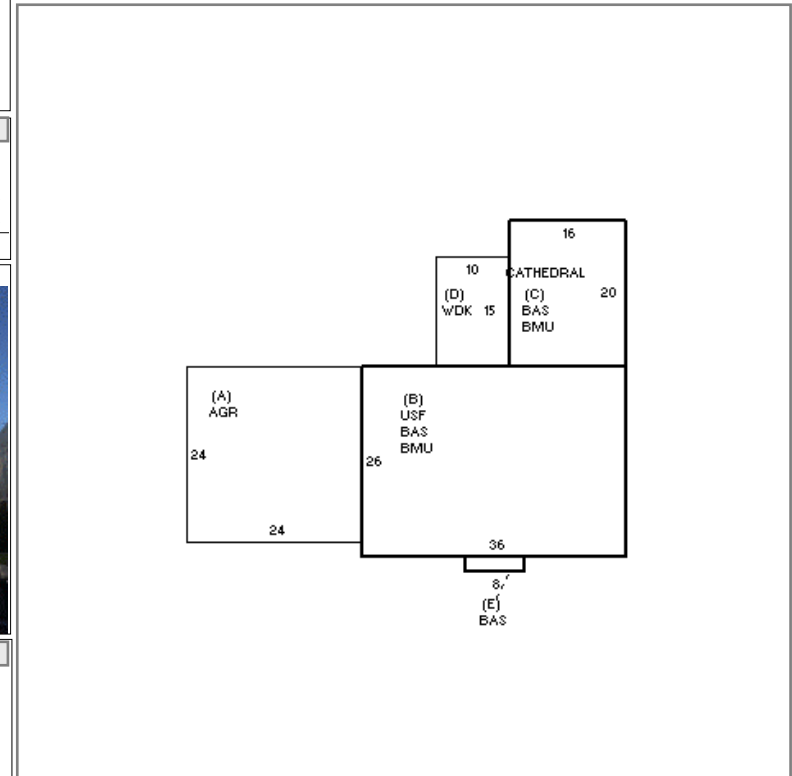 16
10
CATHEDRAL
(D)
WDK 15
(C)
BAS
BMU
20
(A)
AGR
24
24
(B)
USF
BAS
BMU
26
36
8
(E)
BAS